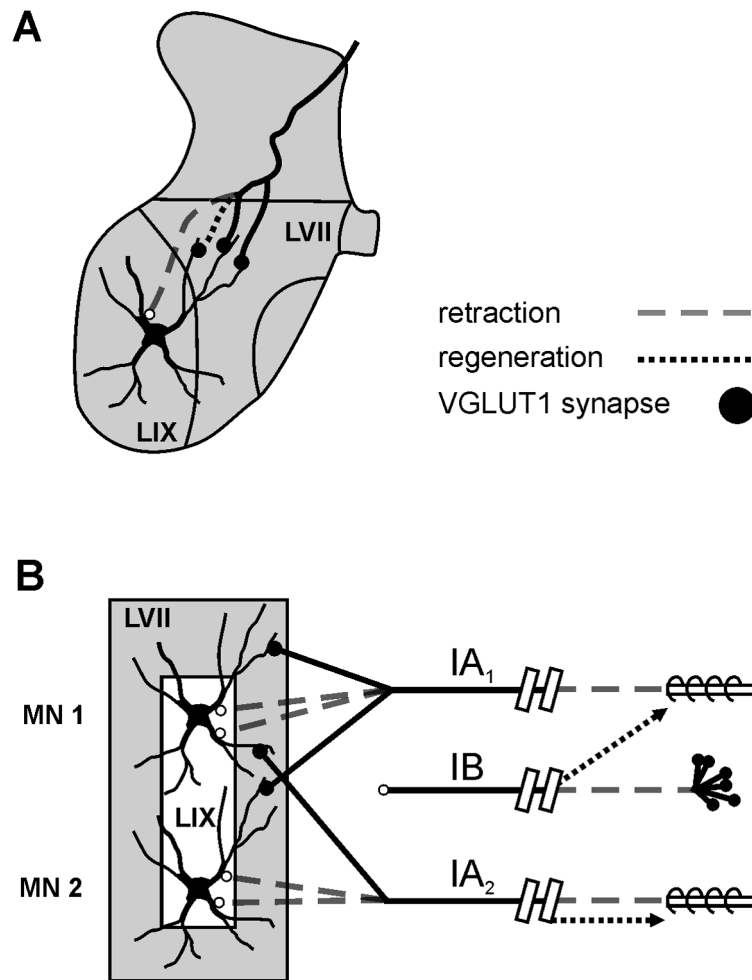 A
LVII
LIX
retraction
regeneration
VGLUT1 synapse
B
LVII
IA₁
MN 1
IB
LIX
MN 2
IA₂